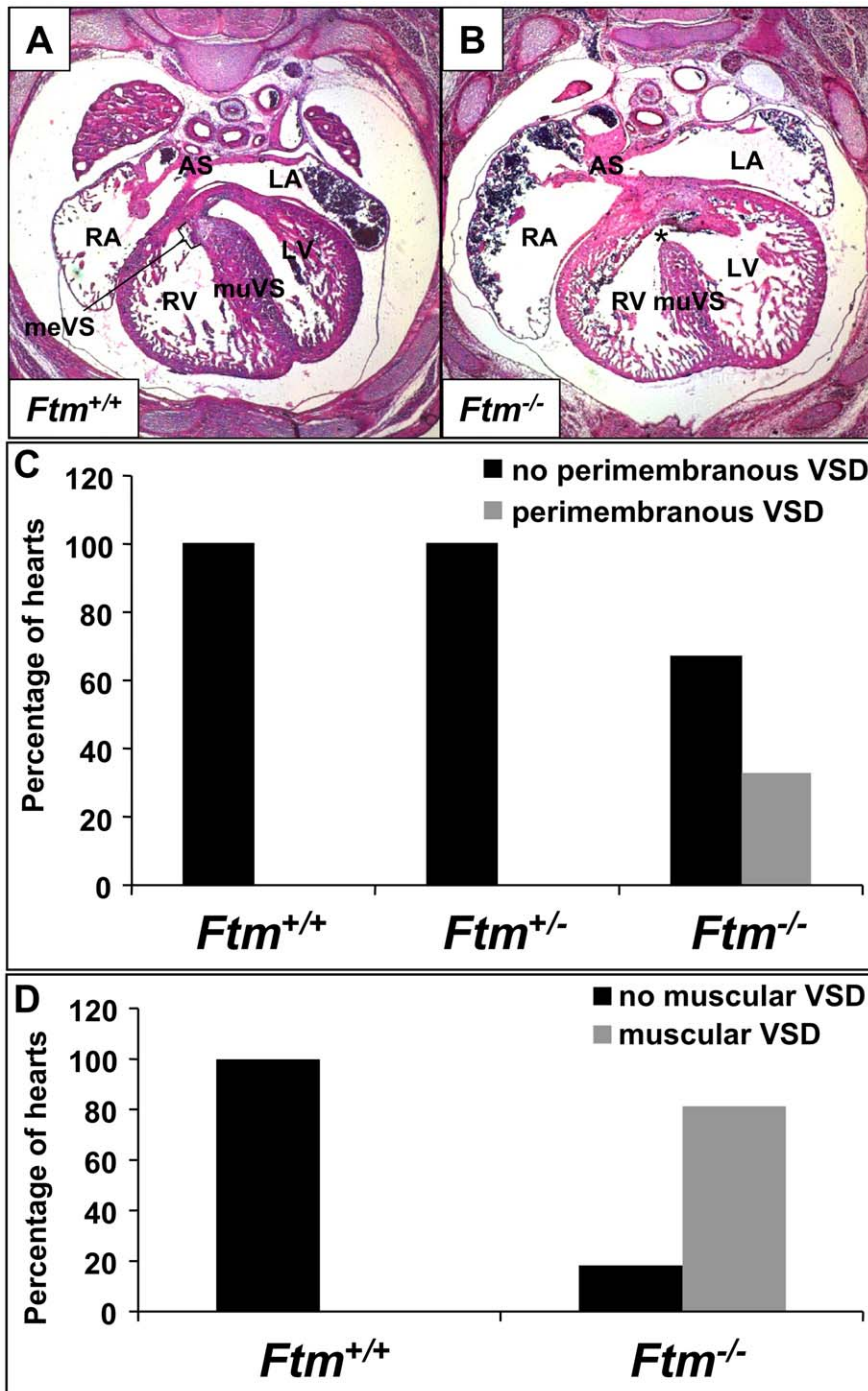 A
AS
LA
RA
LV
RV
muVS
meVS
Ftm+/+
B
AS
LA
RA
LV
RV
muVS
*
Ftm-/-
C
no perimembranous VSD
perimembranous VSD
Percentage of hearts
120
100
80
60
40
20
0
Ftm+/+ Ftm+/- Ftm-/-
D
no muscular VSD
muscular VSD
Percentage of hearts
120
100
80
60
40
20
0
Ftm+/+ Ftm-/-